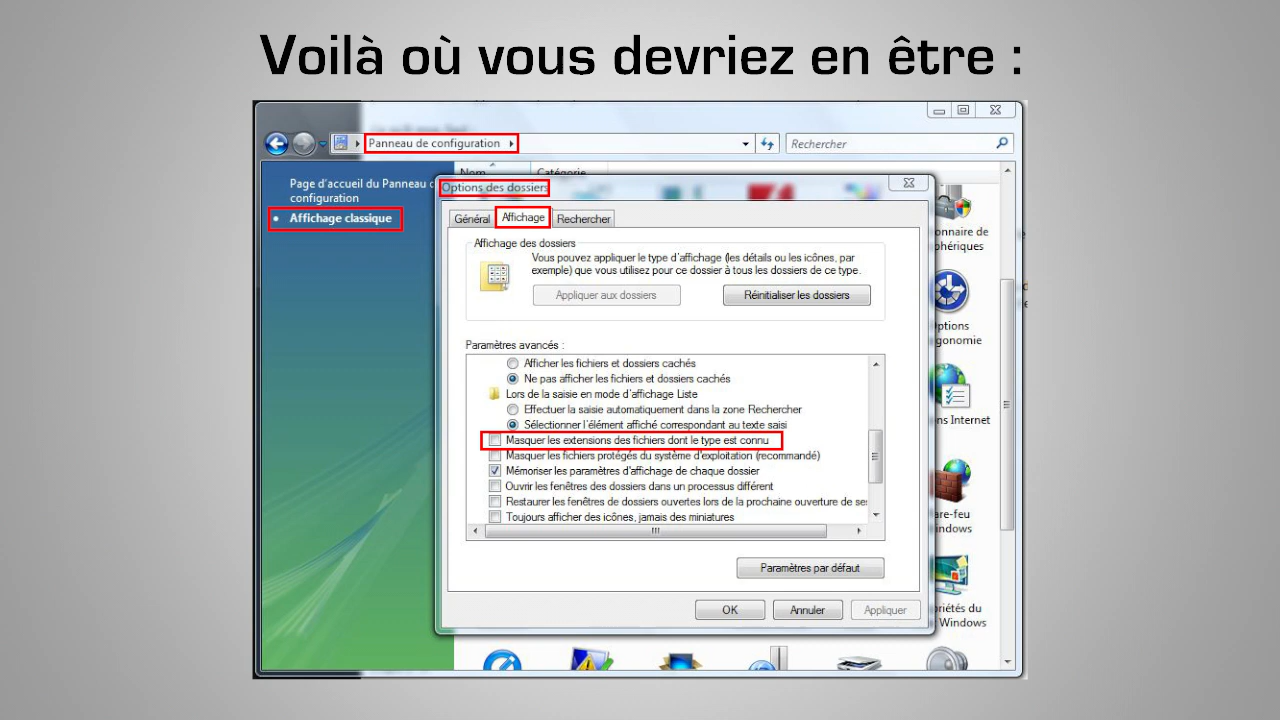 Voilà où vous devriez en être :
Panneau de configuration
Rechercher
Page d'accueil du Panneau
configuration
Affichage classique
Nom
Catégorie
Options des dossiers
Général
Affichage
Rechercher
Affichage des dossiers
Vous pouvez appliquer le type d'affichage (les détails ou les icônes, par
exemple) que vous utilisez pour ce dossier à tous les dossiers de ce type.
Appliquer aux dossiers
Réinitialiser les dossiers
Paramètres avancés :
Afficher les fichiers et dossiers cachés
Ne pas afficher les fichiers et dossiers cachés
Lors de la saisie en mode d'affichage Liste
Effectuer la saisie automatiquement dans la zone Rechercher
Sélectionner l'élément affiché correspondant au texte saisi
Masquer les extensions des fichiers dont le type est connu
Masquer les fichiers protégés du système d'exploitation (recommandé)
Mémoriser les paramètres d'affichage de chaque dossier
Ouvrir les fenêtres des dossiers dans un processus différent
Restaurer les fenêtres de dossiers ouvertes lors de la prochaine ouverture de
Toujours afficher des icônes, jamais des miniatures
Paramètres par défaut
OK
Annuler
Appliquer
onnaire de
phériques
ptions
gonomie
ns Internet
are-feu
indows
riétés du
Windows